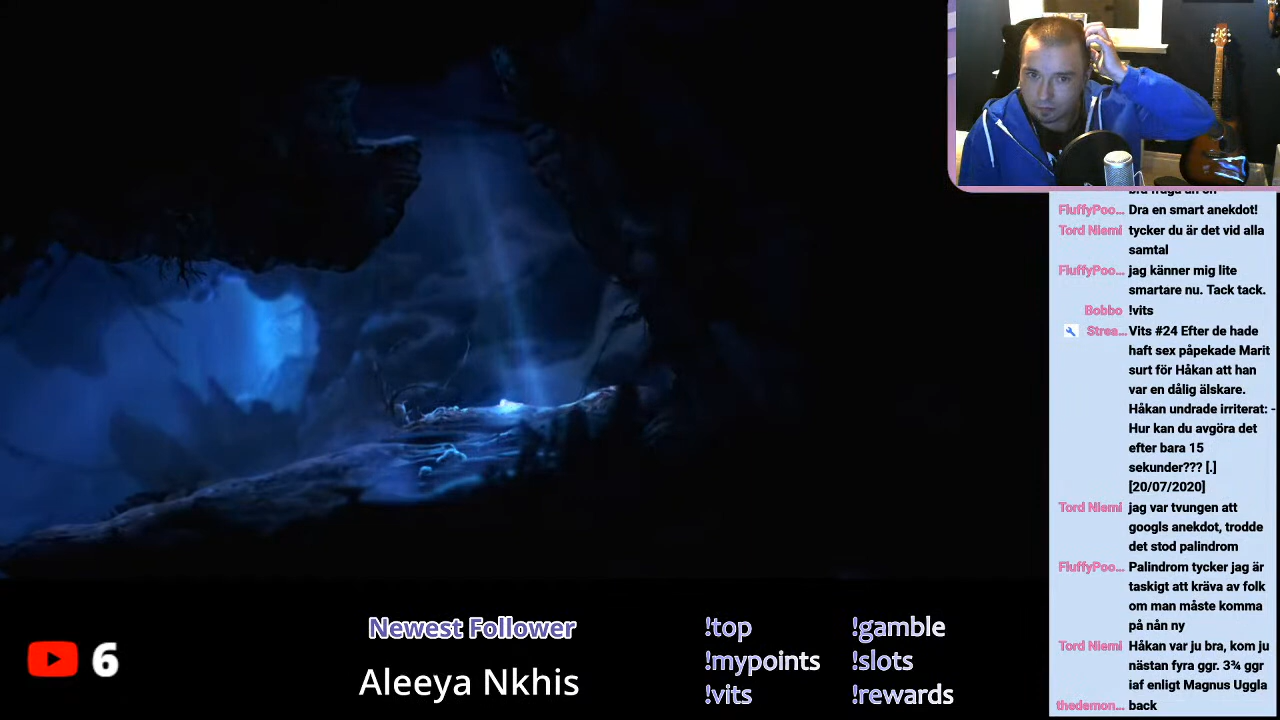 FluffyPoo... Dra en smart anekdot!
Tord Niemi tycker du är det vid alla
samtal
FluffyPoo... jag känner mig lite
smartare nu. Tack tack.
Bobbo !vits
Strea... Vits #24 Efter de hade
haft sex påpekade Marit
surt för Håkan att han
var en dålig älskare.
Håkan undrade irriterat: -
Hur kan du avgöra det
efter bara 15
sekunder??? [.]
[20/07/2020]
Tord Niemi jag var tvungen att
googls anekdot, trodde
det stod palindrom
FluffyPoo... Palindrom tycker jag är
taskigt att kräva av folk
om man måste komma
på nån ny
Tord Niemi Håkan var ju bra, kom ju
nästan fyra ggr. 3¾ ggr
iaf enligt Magnus Uggla
thedemon... back
6
Newest Follower
Aleeya Nkhis
!top
!mypoints
!vits
!gamble
!slots
!rewards